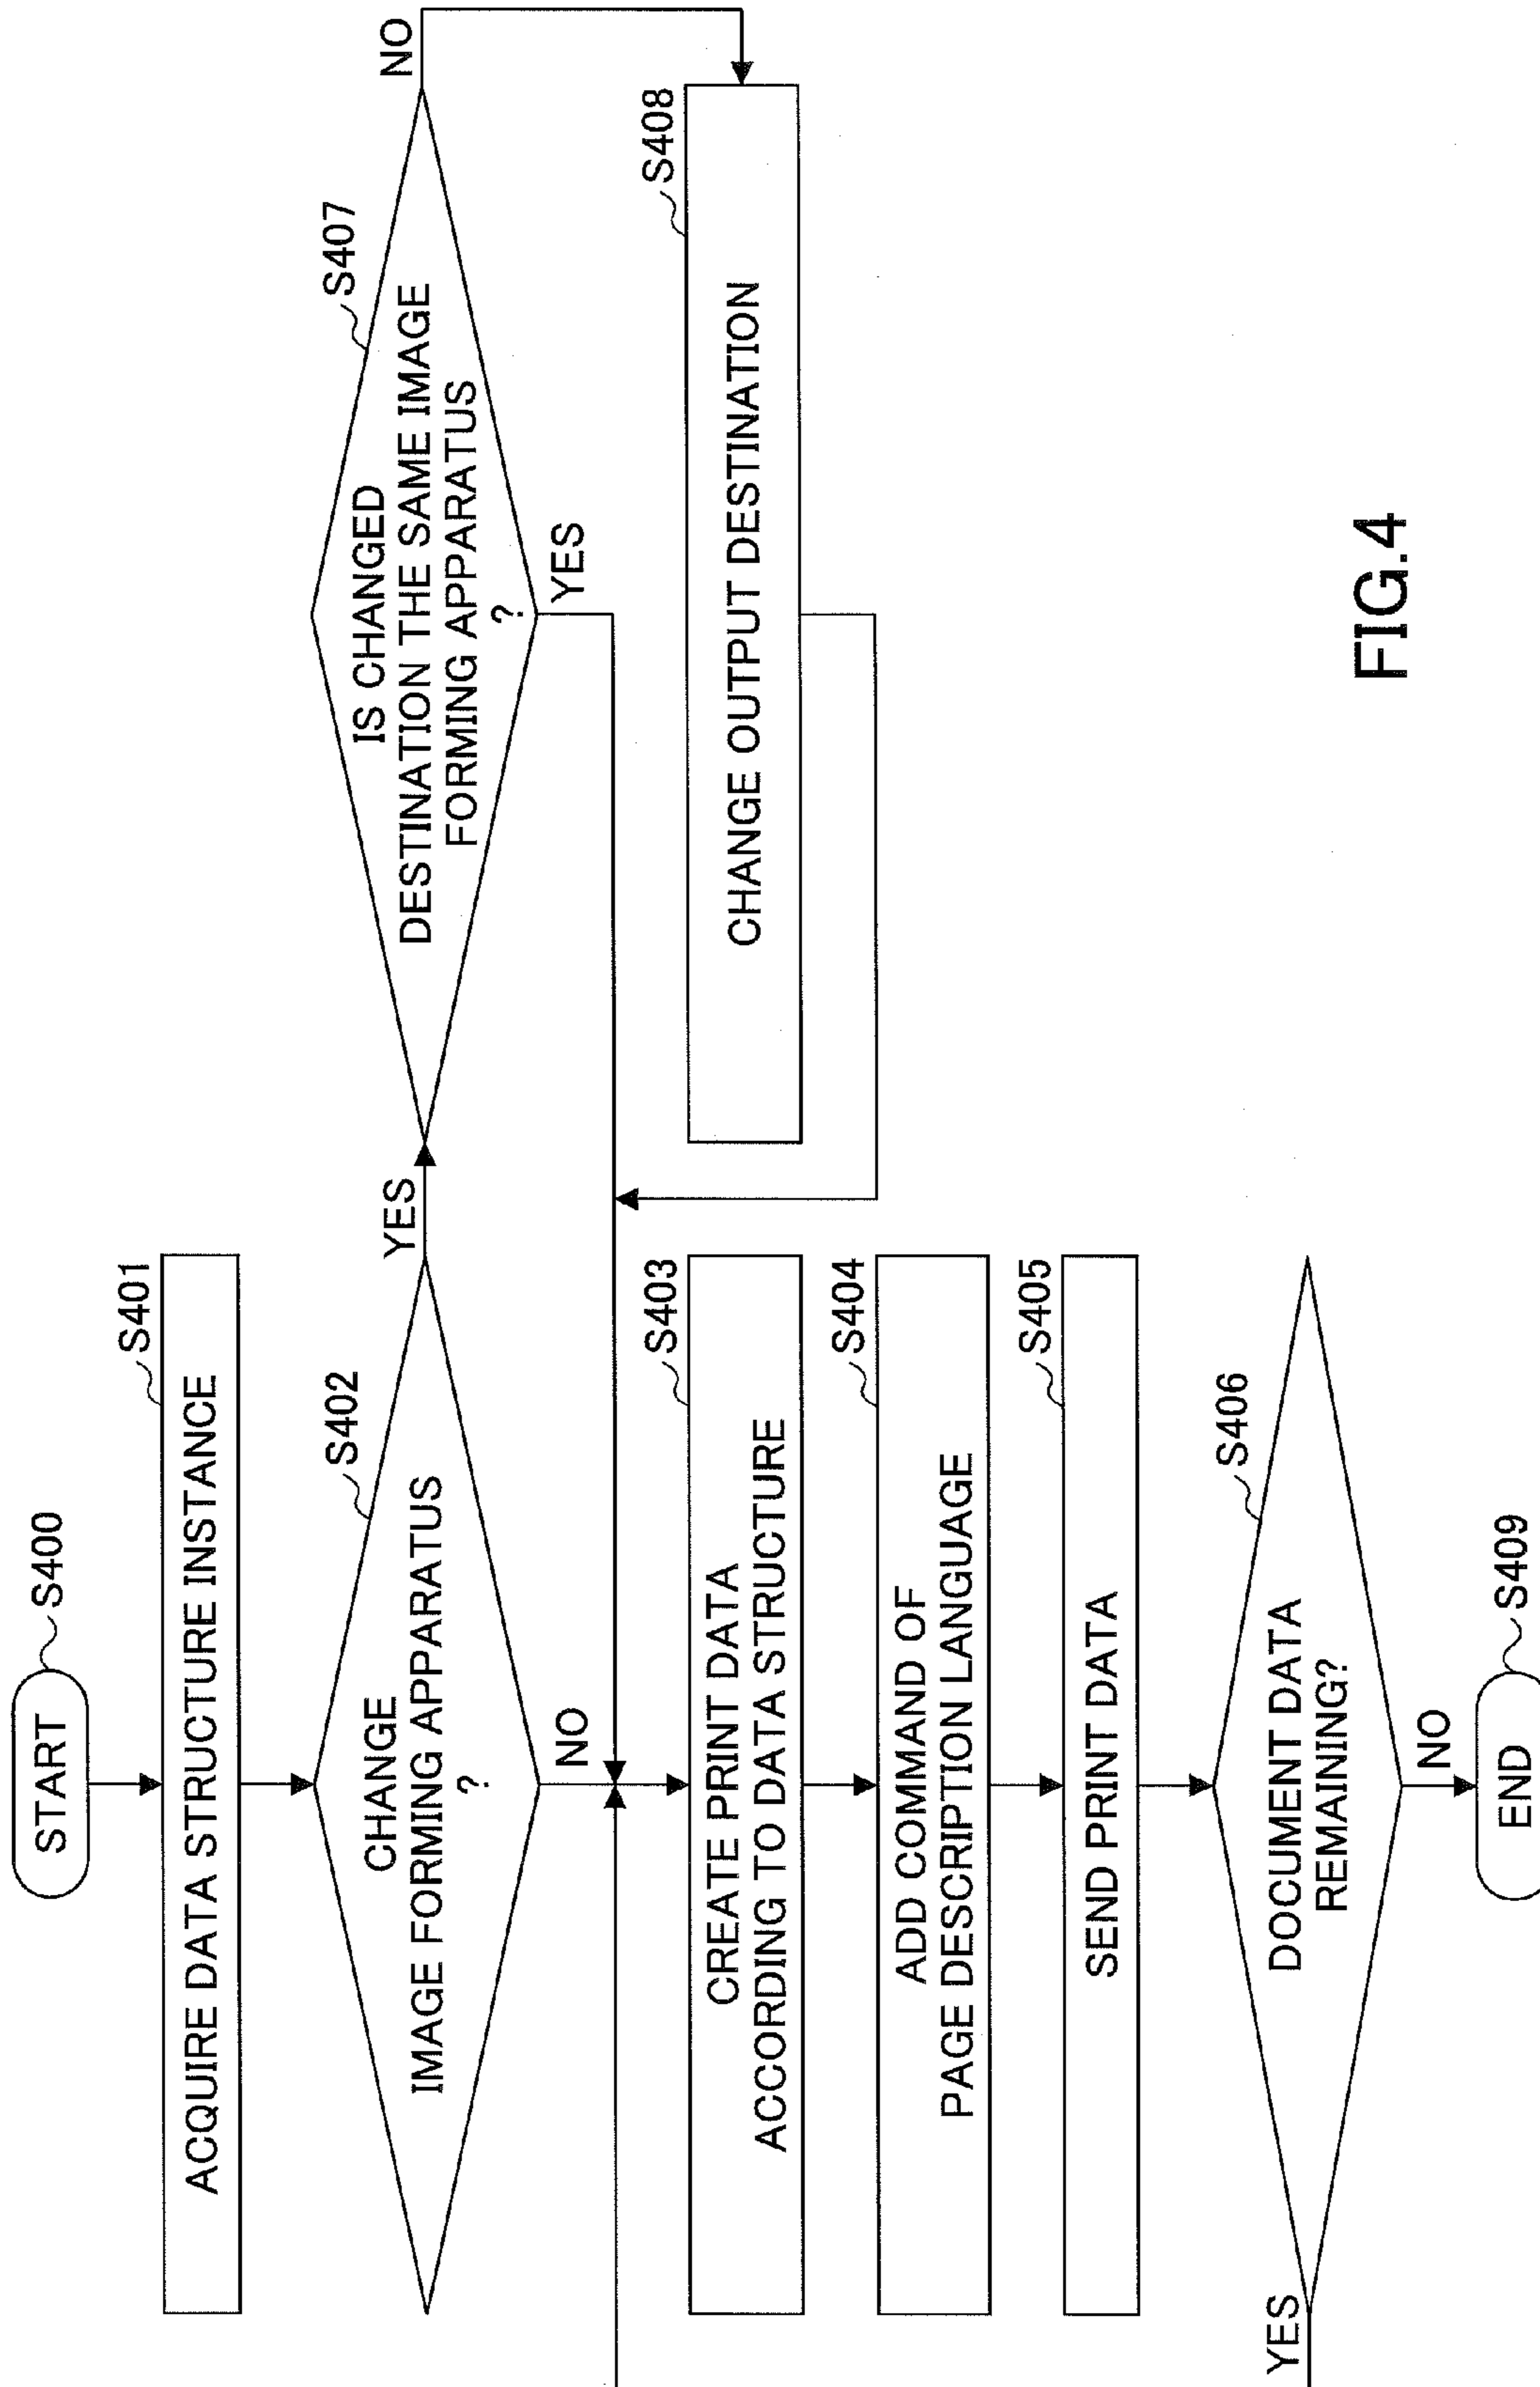 START
S400
S401
ACQUIRE DATA STRUCTURE INSTANCE
S402
CHANGE
IMAGE FORMING APPARATUS
?
YES
NO
S407
IS CHANGED
DESTINATION THE SAME IMAGE
FORMING APPARATUS
?
NO
YES
S408
CHANGE OUTPUT DESTINATION
S403
CREATE PRINT DATA
ACCORDING TO DATA STRUCTURE
S404
ADD COMMAND OF
PAGE DESCRIPTION LANGUAGE
S405
SEND PRINT DATA
S406
DOCUMENT DATA
REMAINING?
YES
NO
END
S409
FIG.4